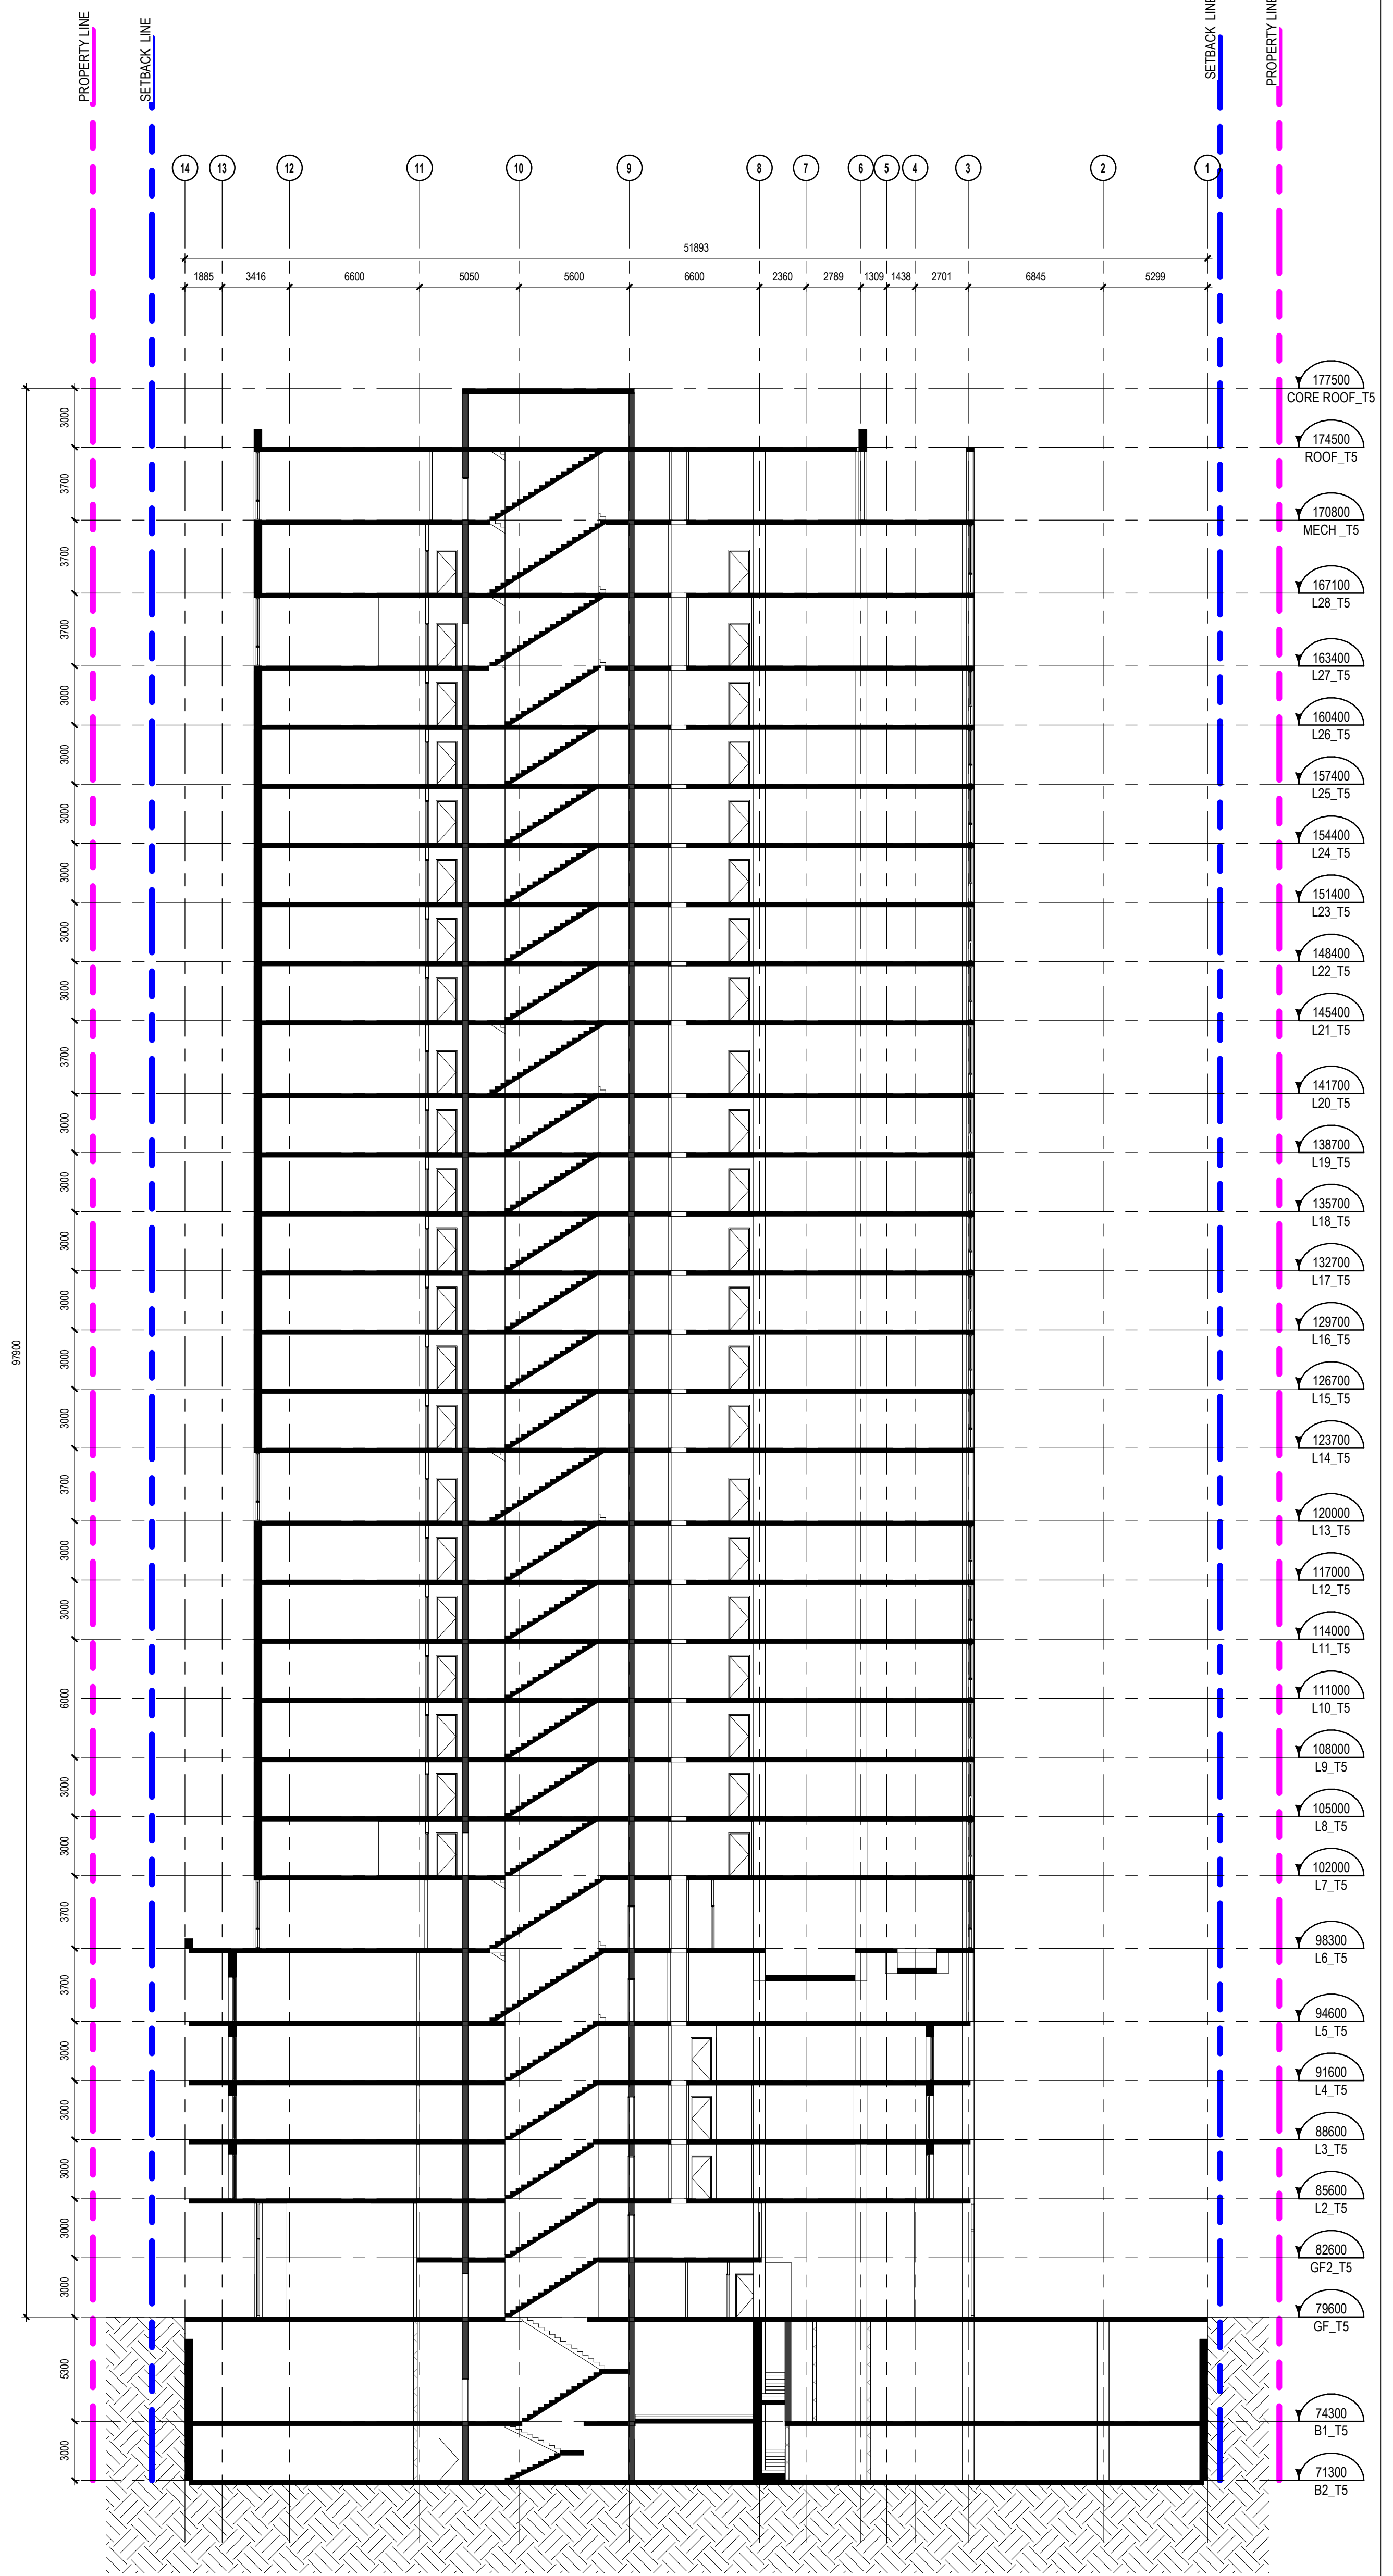 PROPERTY LINE
SETBACK LINE
SETBACK LINE
PROPERTY LINE
14 13 12 11 10 9 8 7 6 5 4 3 2 1
51893
1885 3416 6600 5050 5600 6600 2360 2789 1309 1438 2701 6845 5299
177500
CORE ROOF_T5
3000
174500
ROOF_T5
3700
170800
MECH _T5
3700
167100
L28_T5
3700
163400
L27_T5
3000
160400
L26_T5
3000
157400
L25_T5
3000
154400
L24_T5
3000
151400
L23_T5
3000
148400
L22_T5
3000
145400
L21_T5
3700
141700
L20_T5
3000
138700
L19_T5
3000
135700
L18_T5
3000
132700
L17_T5
3000
129700
L16_T5
97900
3000
126700
L15_T5
3000
123700
L14_T5
3700
120000
L13_T5
3000
117000
L12_T5
3000
114000
L11_T5
6000
111000
L10_T5
108000
L9_T5
3000
105000
L8_T5
3000
102000
L7_T5
3700
98300
L6_T5
3700
94600
L5_T5
3000
91600
L4_T5
3000
88600
L3_T5
3000
85600
L2_T5
3000
82600
GF2_T5
3000
79600
GF_T5
5300
74300
B1_T5
3000
71300
B2_T5